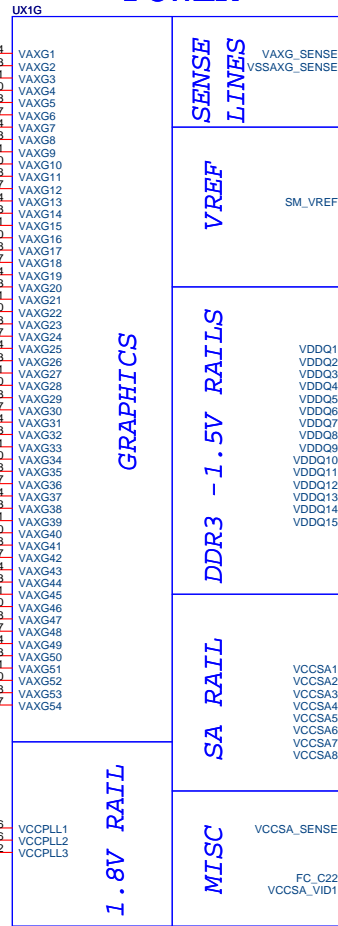 UX1G
VAXG1
VAXG2
VAXG3
VAXG4
VAXG5
VAXG6
VAXG7
VAXG8
VAXG9
VAXG10
VAXG11
VAXG12
VAXG13
VAXG14
VAXG15
VAXG16
VAXG17
VAXG18
VAXG19
VAXG20
VAXG21
VAXG22
VAXG23
VAXG24
VAXG25
VAXG26
VAXG27
VAXG28
VAXG29
VAXG30
VAXG31
VAXG32
VAXG33
VAXG34
VAXG35
VAXG36
VAXG37
VAXG38
VAXG39
VAXG40
VAXG41
VAXG42
VAXG43
VAXG44
VAXG45
VAXG46
VAXG47
VAXG48
VAXG49
VAXG50
VAXG51
VAXG52
VAXG53
VAXG54
GRAPHICS
VCCPLL1
VCCPLL2
VCCPLL3
1.8V RAIL
SENSE
LINES
VAXG_SENSE
VSSAXG_SENSE
VREF
SM_VREF
DDR3 -1.5V RAILS
VDDQ1
VDDQ2
VDDQ3
VDDQ4
VDDQ5
VDDQ6
VDDQ7
VDDQ8
VDDQ9
VDDQ10
VDDQ11
VDDQ12
VDDQ13
VDDQ14
VDDQ15
SA RAIL
VCCSA1
VCCSA2
VCCSA3
VCCSA4
VCCSA5
VCCSA6
VCCSA7
VCCSA8
MISC
VCCSA_SENSE
FC_C22
VCCSA_VID1